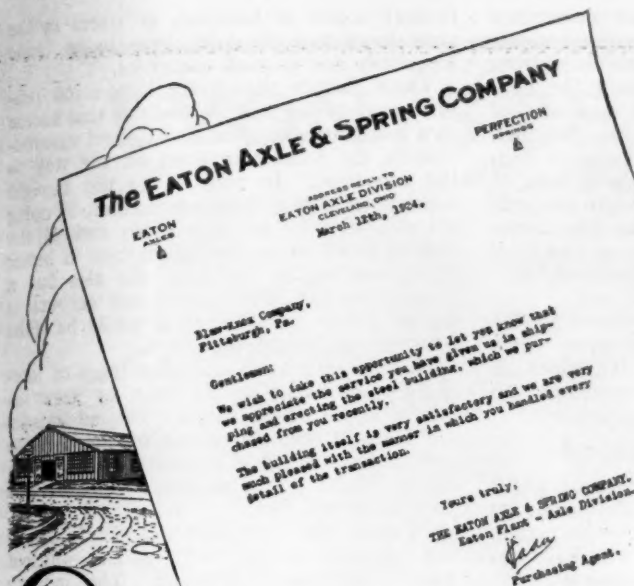 The EATON AXLE & SPRING COMPANY
EATON
AXLES
PERFECTION
SPRINGS
ADDRESS REPLY TO
EATON AXLE DIVISION
CLEVELAND, OHIO
March 12th, 1924.
Blaw-Knox Company,
Pittsburgh, Pa.
Gentlemen:
We wish to take this opportunity to let you know that
we appreciate the service you have given us in ship-
ping and erecting the steel building, which we pur-
chased from you recently.
The building itself is very satisfactory and we are very
much pleased with the manner in which you handled every
detail of the transaction.
Yours truly,
THE EATON AXLE & SPRING COMPANY.
Eaton Plant - Axle Division.
Purchasing Agent.